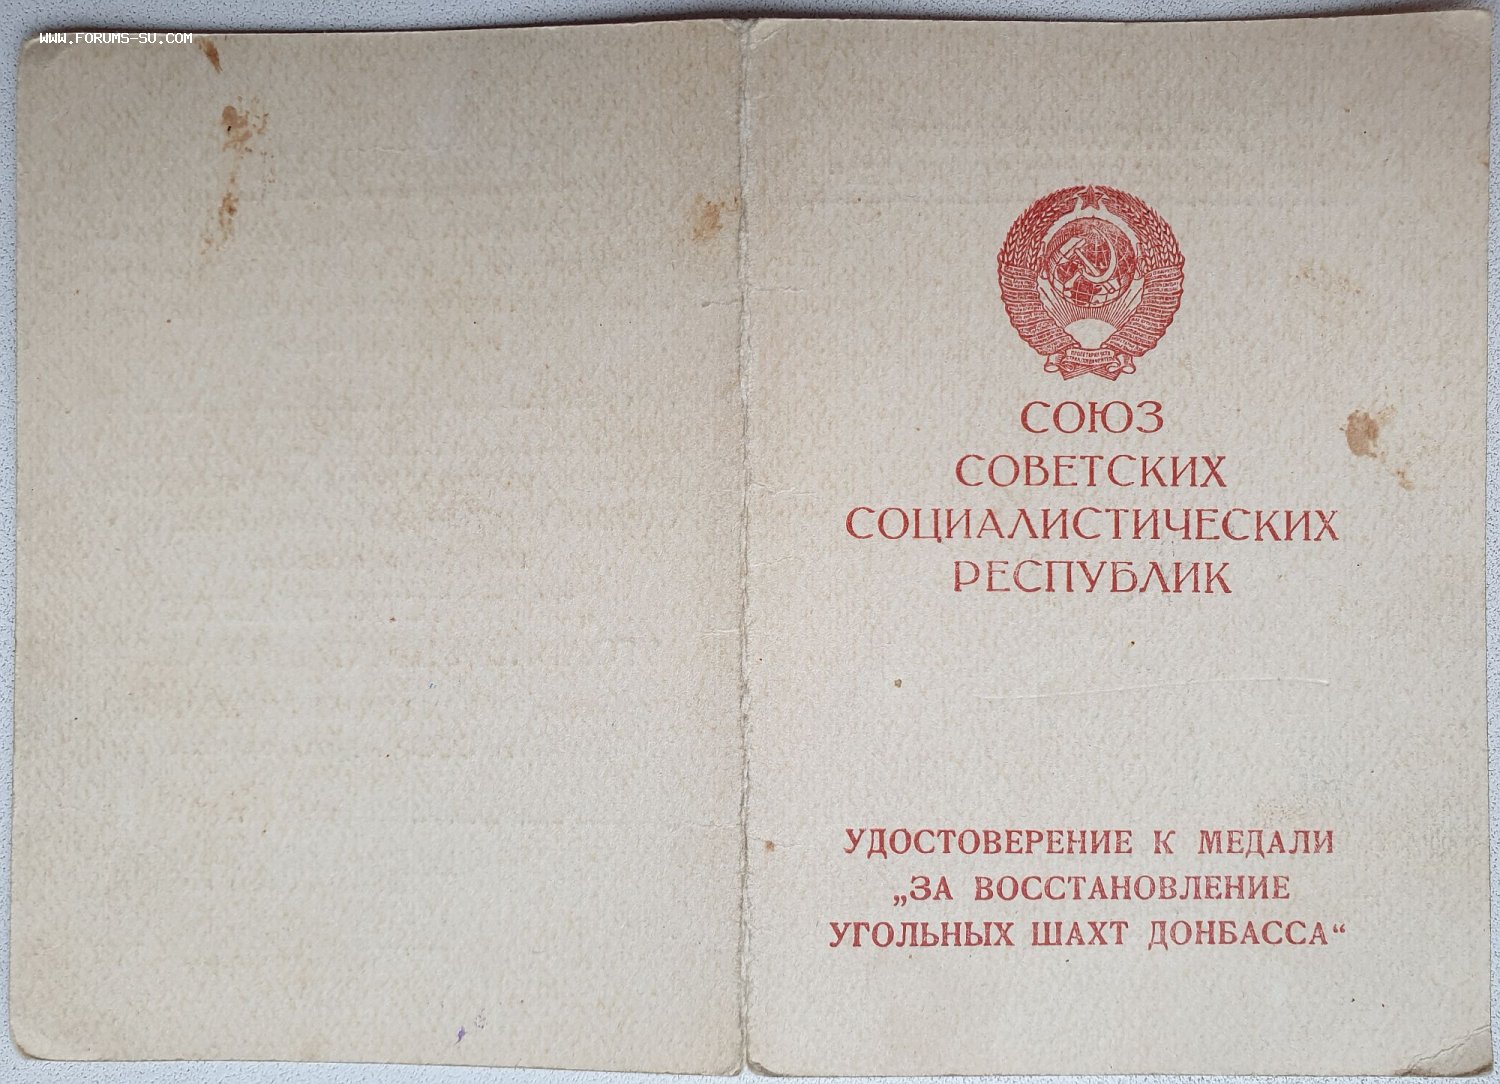 WWW.FORUMS-SU.COM
СОЮЗ
СОВЕТСКИХ
СОЦИАЛИСТИЧЕСКИХ
РЕСПУБЛИК
УДОСТОВЕРЕНИЕ К МЕДАЛИ
„ЗА ВОССТАНОВЛЕНИЕ
УГОЛЬНЫХ ШАХТ ДОНБАССА“